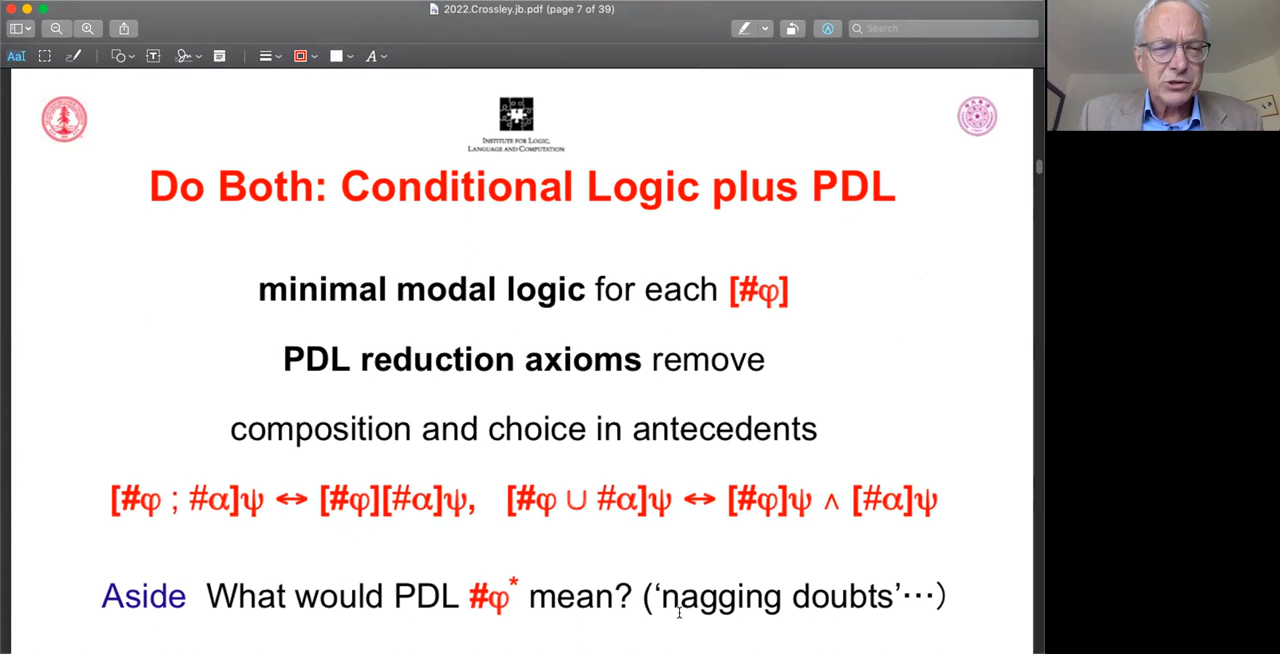 2022.Crossley.jb.pdf (page 7 of 39)
Search
AaI
T
A
INSTITUTE FOR LOGIC,
LANGUAGE AND COMPUTATION
Do Both: Conditional Logic plus PDL
minimal modal logic for each [#φ]
PDL reduction axioms remove
composition and choice in antecedents
[#φ ; #α]ψ ↔ [#φ][#α]ψ, [#φ ∪ #α]ψ ↔ [#φ]ψ ∧ [#α]ψ
Aside What would PDL #φ* mean? (‘nagging doubts’⋯)